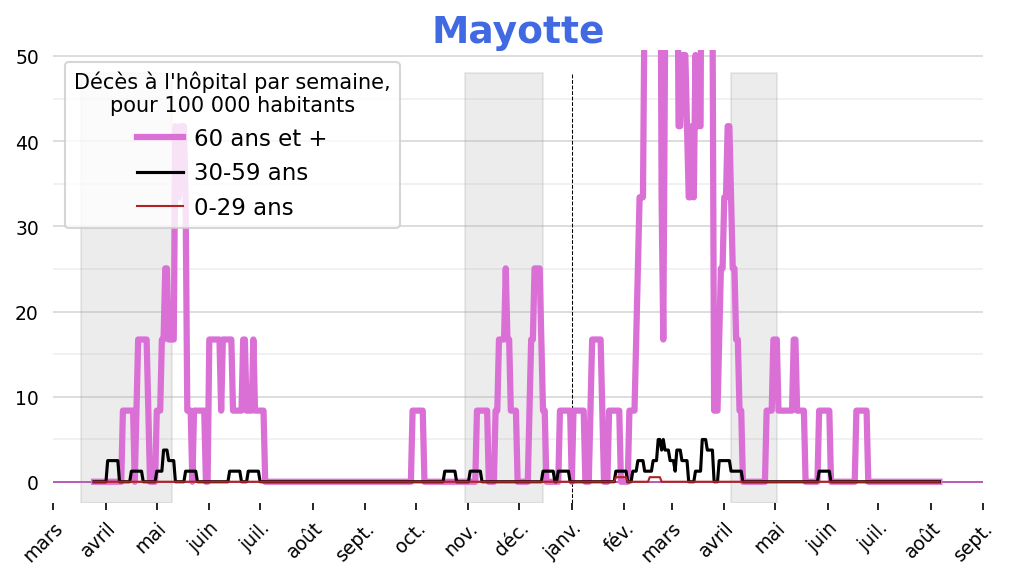 Mayotte
Décès à l'hôpital par semaine,
pour 100 000 habitants
60 ans et +
30-59 ans
0-29 ans
50
40
30
20
10
0
mars avril mai juin juil. août sept. oct. nov. déc. janv. fév. mars avril mai juin juil. août sept.